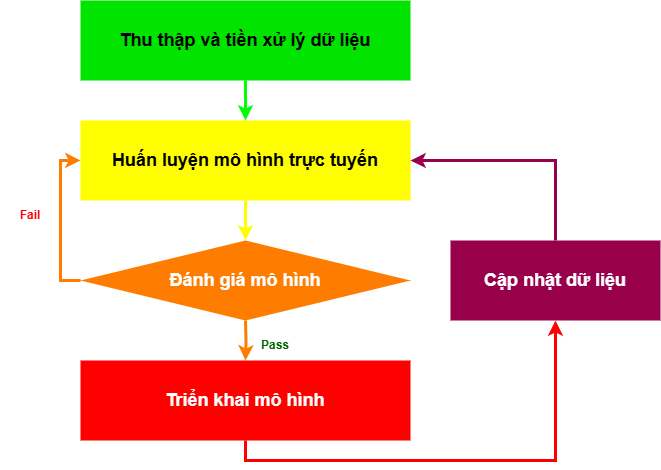 Thu thập và tiền xử lý dữ liệu
Huấn luyện mô hình trực tuyến
Fail
Đánh giá mô hình
Cập nhật dữ liệu
Pass
Triển khai mô hình